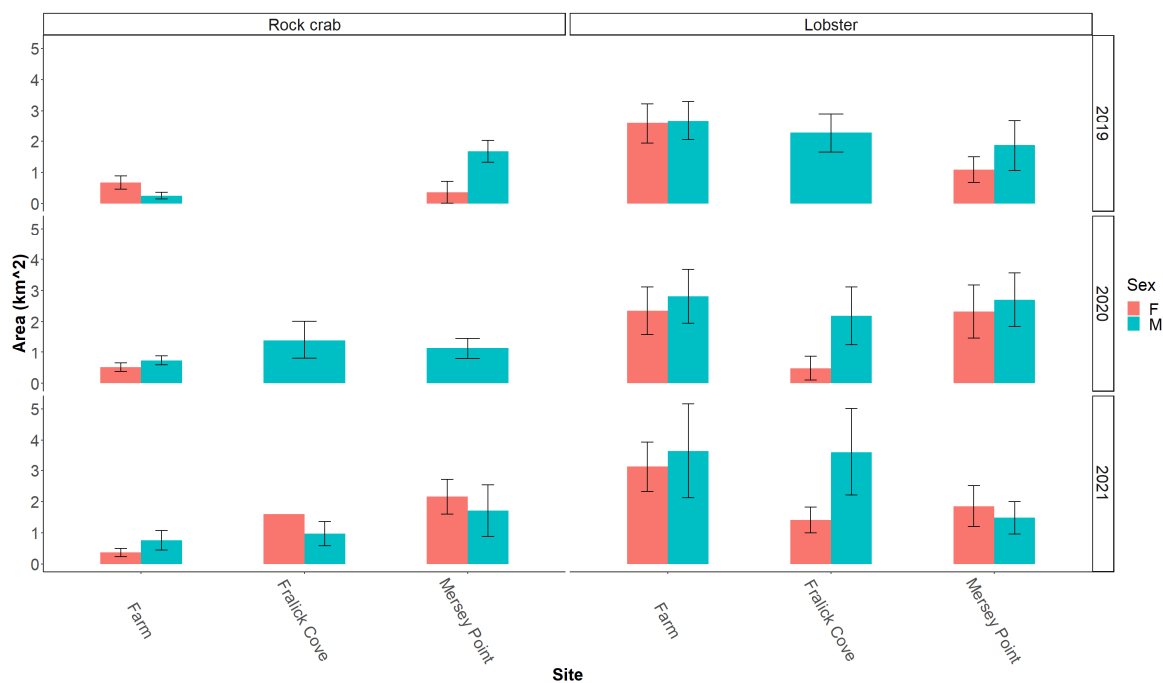 Rock crab
Lobster
5
4
3
2
1
0
2019
5
4
3
2
1
0
2020
5
4
3
2
1
0
2021
Area (km^2)
Farm
Fralick Cove
Mersey Point
Farm
Fralick Cove
Mersey Point
Site
Sex
F
M